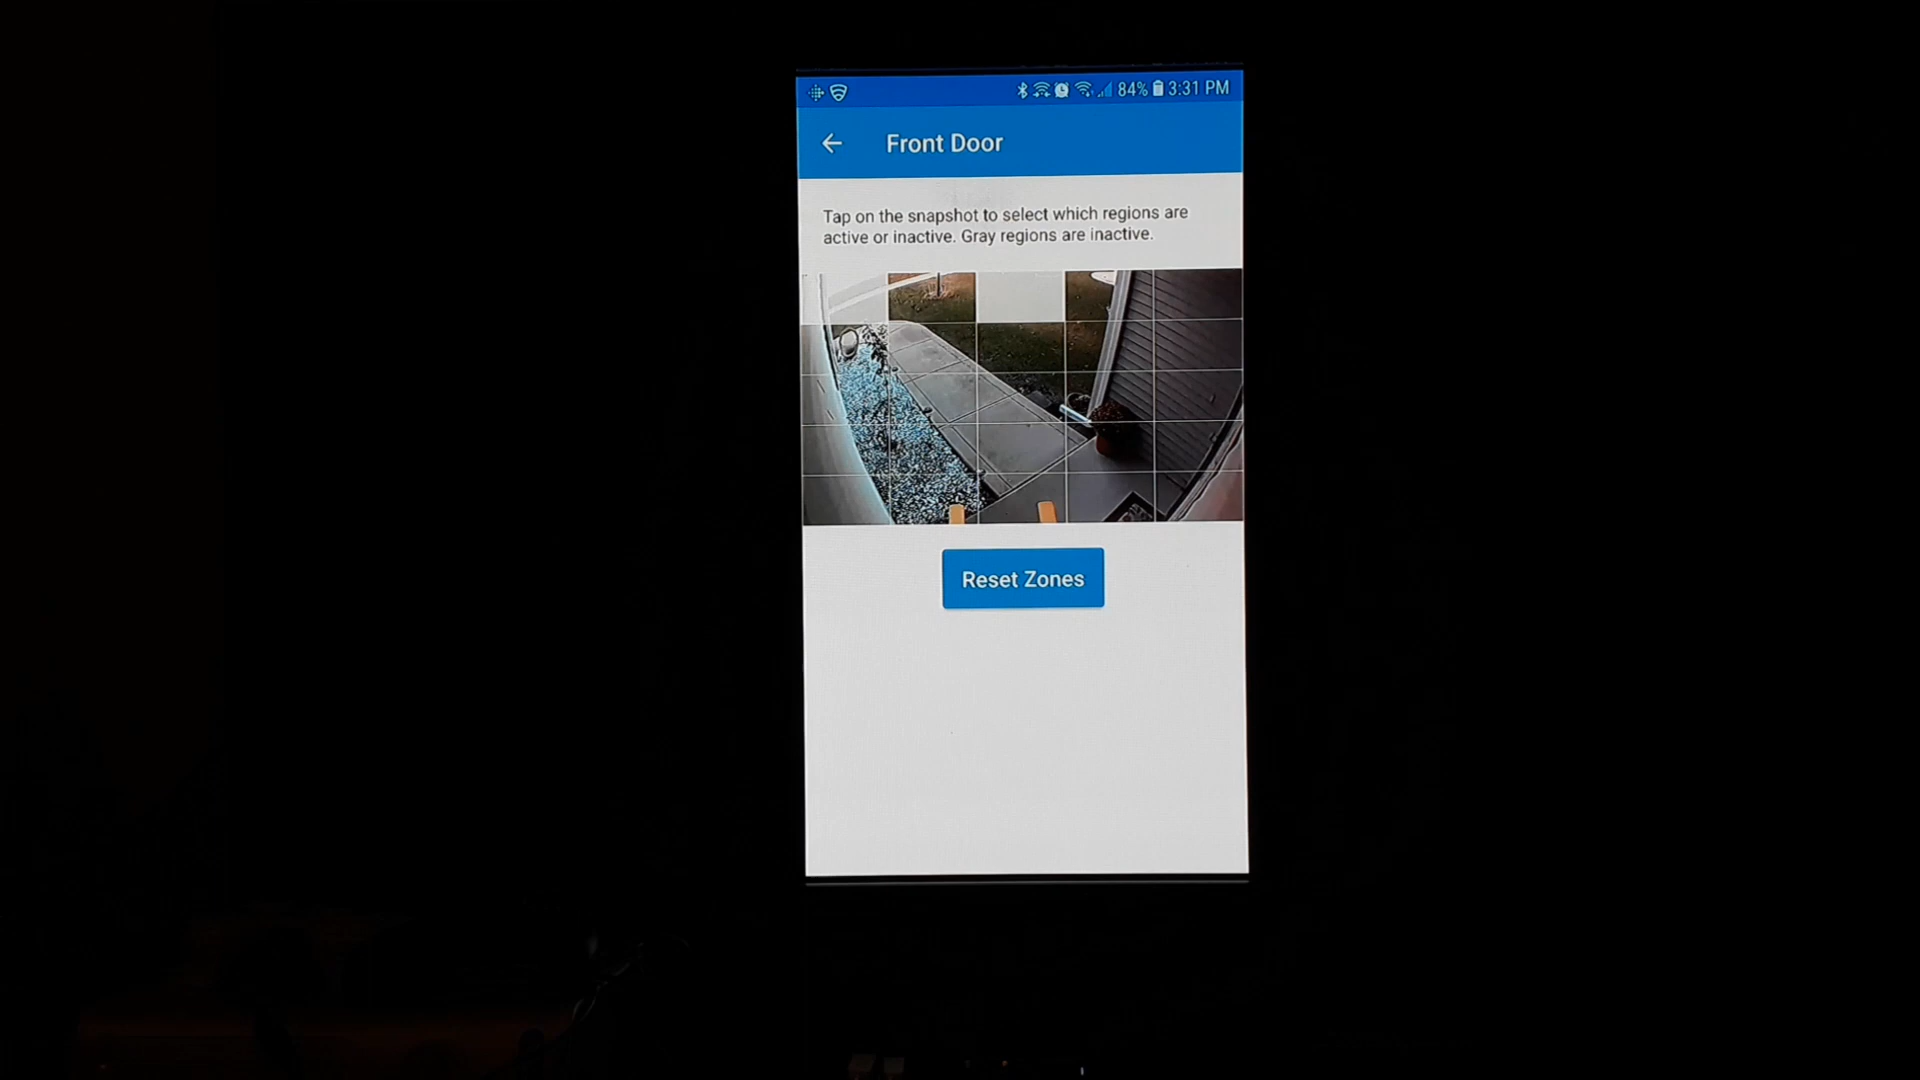 84% 3:31 PM
Front Door
Tap on the snapshot to select which regions are
active or inactive. Gray regions are inactive.
Reset Zones